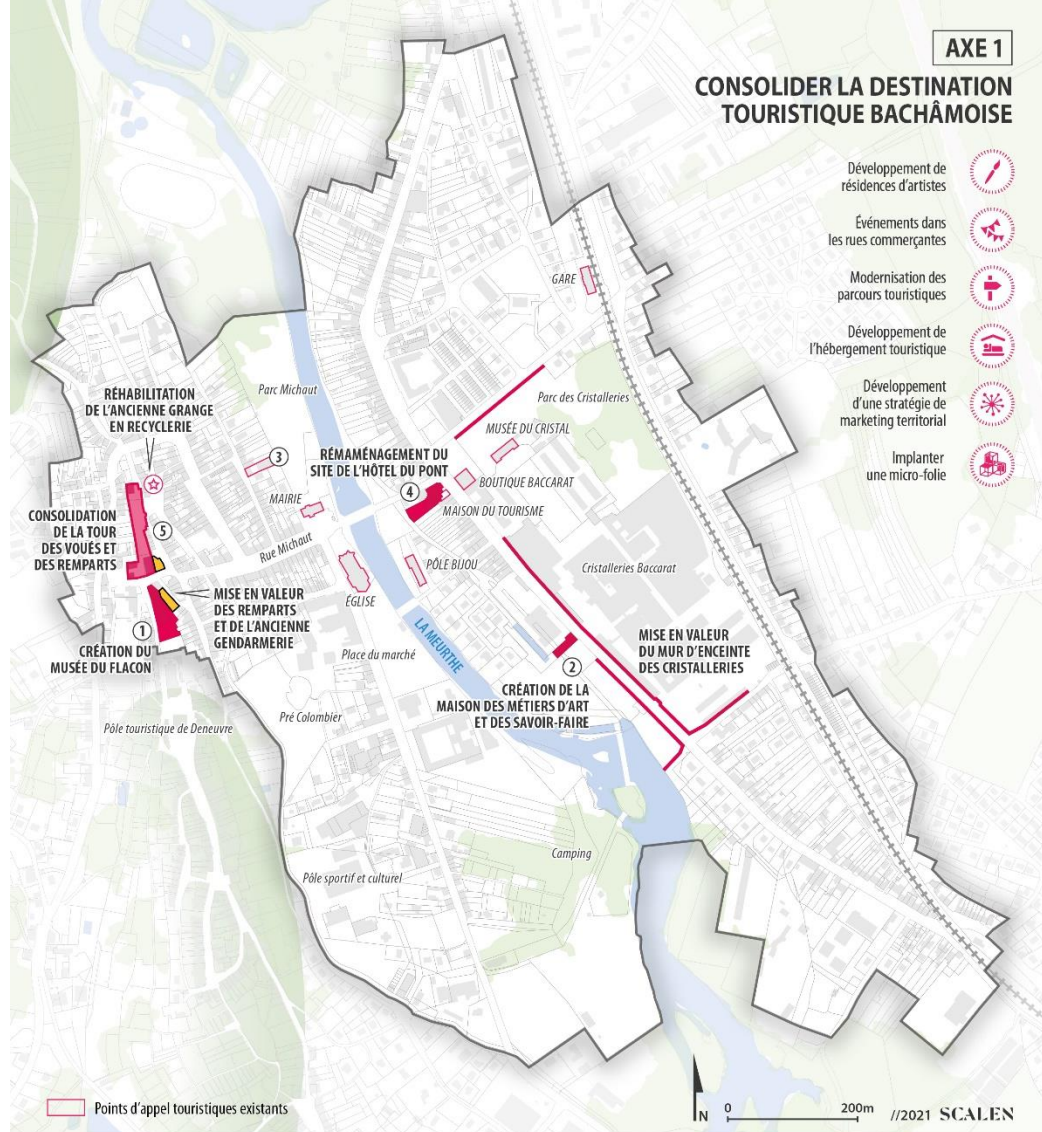 AXE 1
CONSOLIDER LA DESTINATION
TOURISTIQUE BACHÂMOISE
Développement de
résidences d'artistes
Événements dans
les rues commerçantes
Modernisation des
parcours touristiques
Développement de
l'hébergement touristique
Développement
d'une stratégie de
marketing territorial
Implanter
une micro-folie
GARE
Parc Michaut
Parc des Cristalleries
RÉHABILITATION
DE L'ANCIENNE GRANGE
EN RECYCLERIE
MUSÉE DU CRISTAL
3
RÉMAMÉNAGEMENT DU
SITE DE L'HÔTEL DU PONT
BOUTIQUE BACCARAT
4
MAIRIE
MAISON DU TOURISME
CONSOLIDATION
DE LA TOUR
DES VOUÉS ET
DES REMPARTS
5
Rue Michaut
PÔLE BIJOU
Cristalleries Baccarat
ÉGLISE
MISE EN VALEUR
DES REMPARTS
ET DE L'ANCIENNE
GENDARMERIE
1
CRÉATION DU
MUSÉE DU FLACON
LA MEURTHE
MISE EN VALEUR
DU MUR D'ENCEINTE
DES CRISTALLERIES
Place du marché
2
CRÉATION DE LA
MAISON DES MÉTIERS D'ART
ET DES SAVOIR-FAIRE
Pré Colombier
Pôle touristique de Deneuvre
Camping
Pôle sportif et culturel
Points d'appel touristiques existants
N
0
200m
//2021 SCALEN